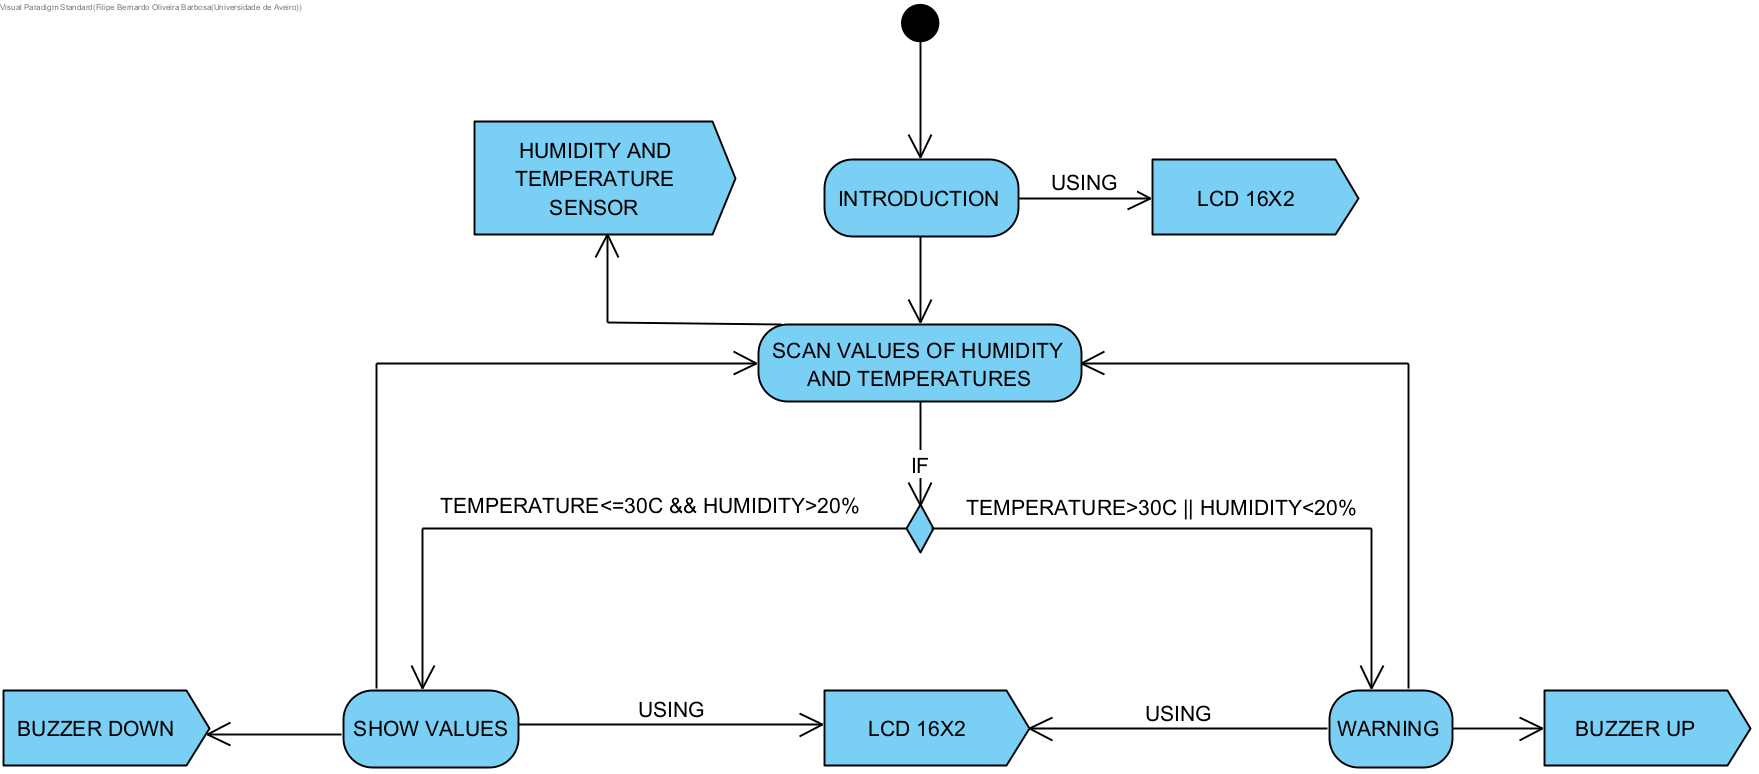 Visual Paradigm Standard(Filipe Bernardo Oliveira Barbosa(Universidade de Aveiro))
HUMIDITY AND
TEMPERATURE
SENSOR
INTRODUCTION
USING
LCD 16X2
SCAN VALUES OF HUMIDITY
AND TEMPERATURES
IF
TEMPERATURE<=30C && HUMIDITY>20%
TEMPERATURE>30C || HUMIDITY<20%
BUZZER DOWN
SHOW VALUES
USING
LCD 16X2
USING
WARNING
BUZZER UP